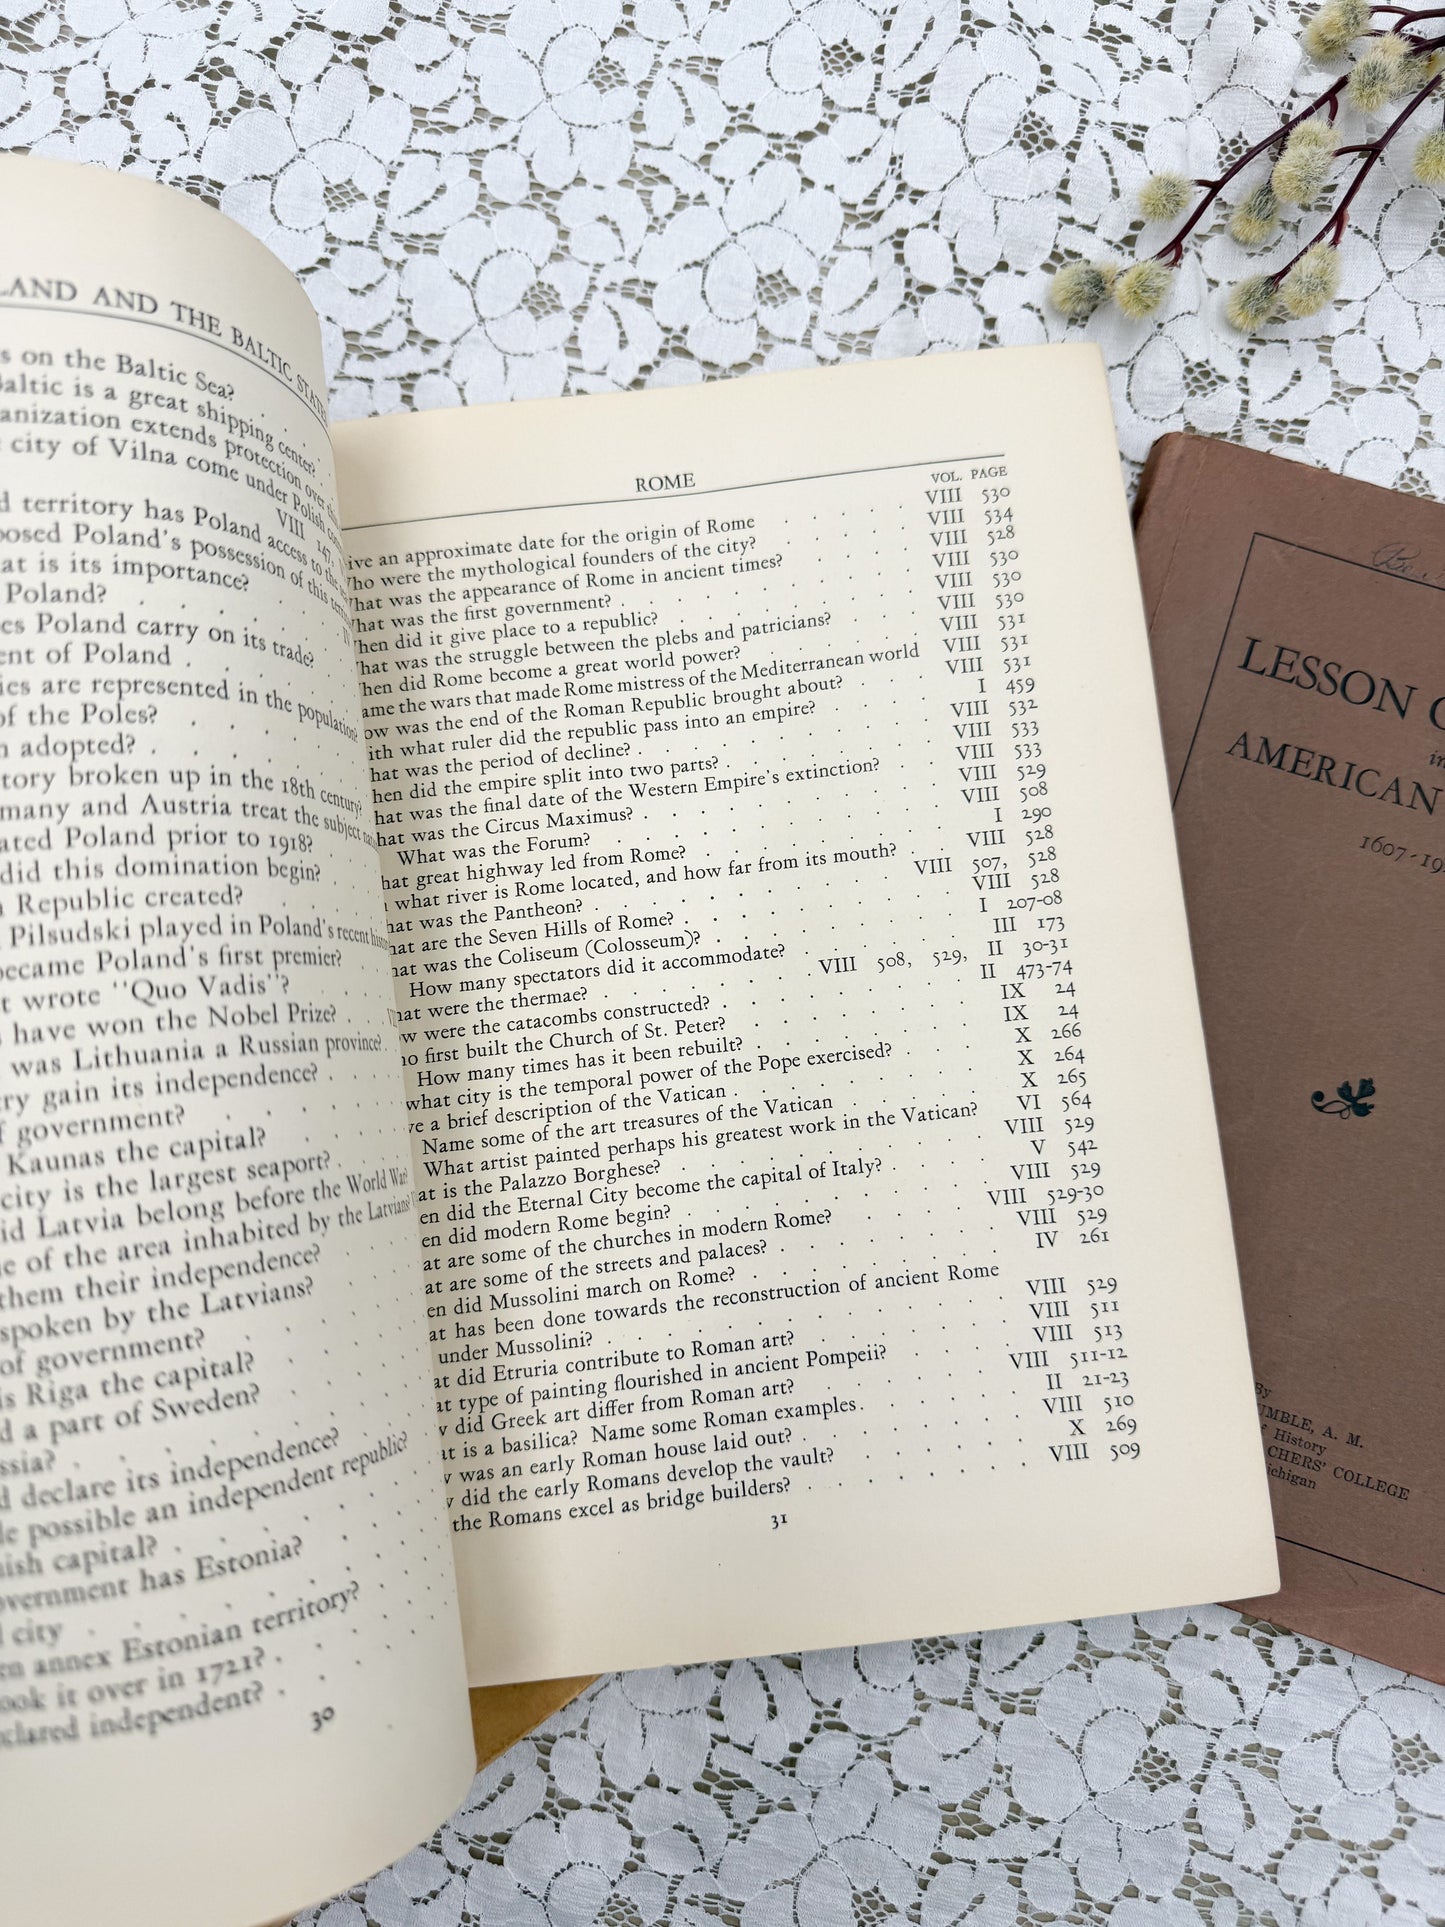 LAND AND THE BALTIC STATES
s on the Baltic Sea?
Baltic is a great shipping center?
anization extends protection over
city of Vilna come under Polish
VIII 147,
d territory has Poland access to the
posed Poland's possession of this
at is its importance?
Poland?
es Poland carry on its trade?
ent of Poland
ies are represented in the population?
of the Poles?
n adopted?
tory broken up in the 18th century?
many and Austria treat the subject
ated Poland prior to 1918?
did this domination begin?
Republic created?
Pilsudski played in Poland's recent
became Poland's first premier?
t wrote "Quo Vadis"?
have won the Nobel Prize?
was Lithuania a Russian province?
ry gain its independence?
f government?
Kaunas the capital?
city is the largest seaport?
id Latvia belong before the World War?
e of the area inhabited by the Latvians?
them their independence?
spoken by the Latvians?
of government?
is Riga the capital?
d a part of Sweden?
ssia?
d declare its independence?
le possible an independent republic?
nish capital?
overnment has Estonia?
l city
en annex Estonian territory?
ook it over in 1721?
eclared independent?
30
ROME
VOL. PAGE
ive an approximate date for the origin of Rome . . . . . VIII 530
Who were the mythological founders of the city? . . . . . VIII 534
What was the appearance of Rome in ancient times? . . . . VIII 528
What was the first government? . . . . . . . . VIII 530
When did it give place to a republic? . . . . . . . VIII 530
What was the struggle between the plebs and patricians? . . . VIII 530
When did Rome become a great world power? . . . . . VIII 531
ame the wars that made Rome mistress of the Mediterranean world VIII 531
ow was the end of the Roman Republic brought about? . . . VIII 531
ith what ruler did the republic pass into an empire? . . . . I 459
hat was the period of decline? . . . . . . . . VIII 532
hen did the empire split into two parts? . . . . . . VIII 533
hat was the final date of the Western Empire's extinction? . . VIII 533
hat was the Circus Maximus? . . . . . . . . VIII 529
What was the Forum? . . . . . . . . . VIII 508
hat great highway led from Rome? . . . . . . . I 290
n what river is Rome located, and how far from its mouth? . . VIII 528
hat was the Pantheon? . . . . . . . VIII 507, 528
hat are the Seven Hills of Rome? . . . . . . . VIII 528
hat was the Coliseum (Colosseum)? . . . . . . I 207-08
How many spectators did it accommodate? . . . . . III 173
hat were the thermae? . . . . . VIII 508, 529, II 30-31
ow were the catacombs constructed? . . . . . . II 473-74
ho first built the Church of St. Peter? . . . . . . IX 24
How many times has it been rebuilt? . . . . . . IX 24
what city is the temporal power of the Pope exercised? . . . X 266
ve a brief description of the Vatican . . . . . . . X 264
Name some of the art treasures of the Vatican . . . . X 265
What artist painted perhaps his greatest work in the Vatican? VI 564
at is the Palazzo Borghese? . . . . . . . . VIII 529
en did the Eternal City become the capital of Italy? . . . . V 542
en did modern Rome begin? . . . . . . . . VIII 529
at are some of the churches in modern Rome? . . . . VIII 529-30
at are some of the streets and palaces? . . . . . . VIII 529
en did Mussolini march on Rome? . . . . . . . IV 261
at has been done towards the reconstruction of ancient Rome
under Mussolini? . . . . . . . . . . VIII 529
at did Etruria contribute to Roman art? . . . . . . VIII 511
at type of painting flourished in ancient Pompeii? . . . . VIII 513
w did Greek art differ from Roman art? . . . . . . VIII 511-12
at is a basilica? Name some Roman examples. . . . . II 21-23
w was an early Roman house laid out? . . . . . . VIII 510
w did the early Romans develop the vault? . . . . . X 269
the Romans excel as bridge builders? . . . . . . VIII 509
31
LESSON
in
AMERICAN
1607-19
By
UMBLE, A. M.
of History
CHERS' COLLEGE
ichigan